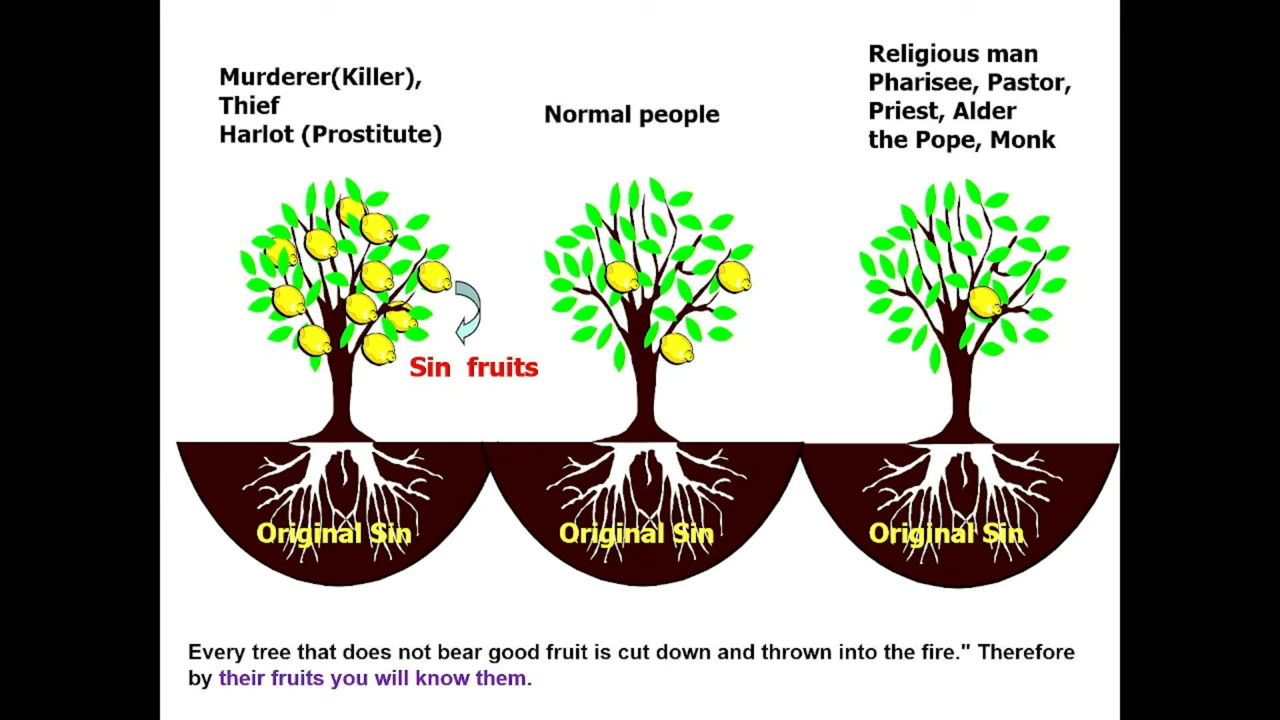 Murderer(Killer),
Thief
Harlot (Prostitute)
Normal people
Religious man
Pharisee, Pastor,
Priest, Alder
the Pope, Monk
Sin fruits
Original Sin
Original Sin
Original Sin
Every tree that does not bear good fruit is cut down and thrown into the fire." Therefore
by their fruits you will know them.